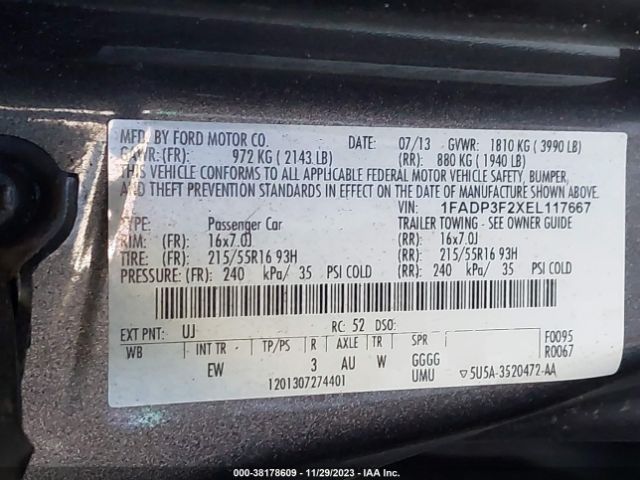 MFD. BY FORD MOTOR CO. DATE: 07/13 GVWR: 1810 KG ( 3990 LB)
GAWR:(FR): 972 KG ( 2143 LB) (RR): 880 KG ( 1940 LB)
THIS VEHICLE CONFORMS TO ALL APPLICABLE FEDERAL MOTOR VEHICLE SAFETY, BUMPER,
AND THEFT PREVENTION STANDARDS IN EFFECT ON THE DATE OF MANUFACTURE SHOWN ABOVE.
VIN: 1FADP3F2XEL117667
TYPE: Passenger Car TRAILER TOWING - SEE OWNER GUIDE
RIM: (FR): 16x7.0J (RR): 16x7.0J
TIRE: (FR): 215/55R16 93H (RR): 215/55R16 93H
PRESSURE: (FR): 240 kPa/ 35 PSI COLD (RR): 240 kPa/ 35 PSI COLD
EXT PNT: UJ RC: 52 DSO: F0095
WB INT TR TP/PS R AXLE TR SPR R0067
EW 3 AU W GGGG
1201307274401 UMU ▽5U5A-3520472-AA
000-38178609 - 11/29/2023 - IAA Inc.